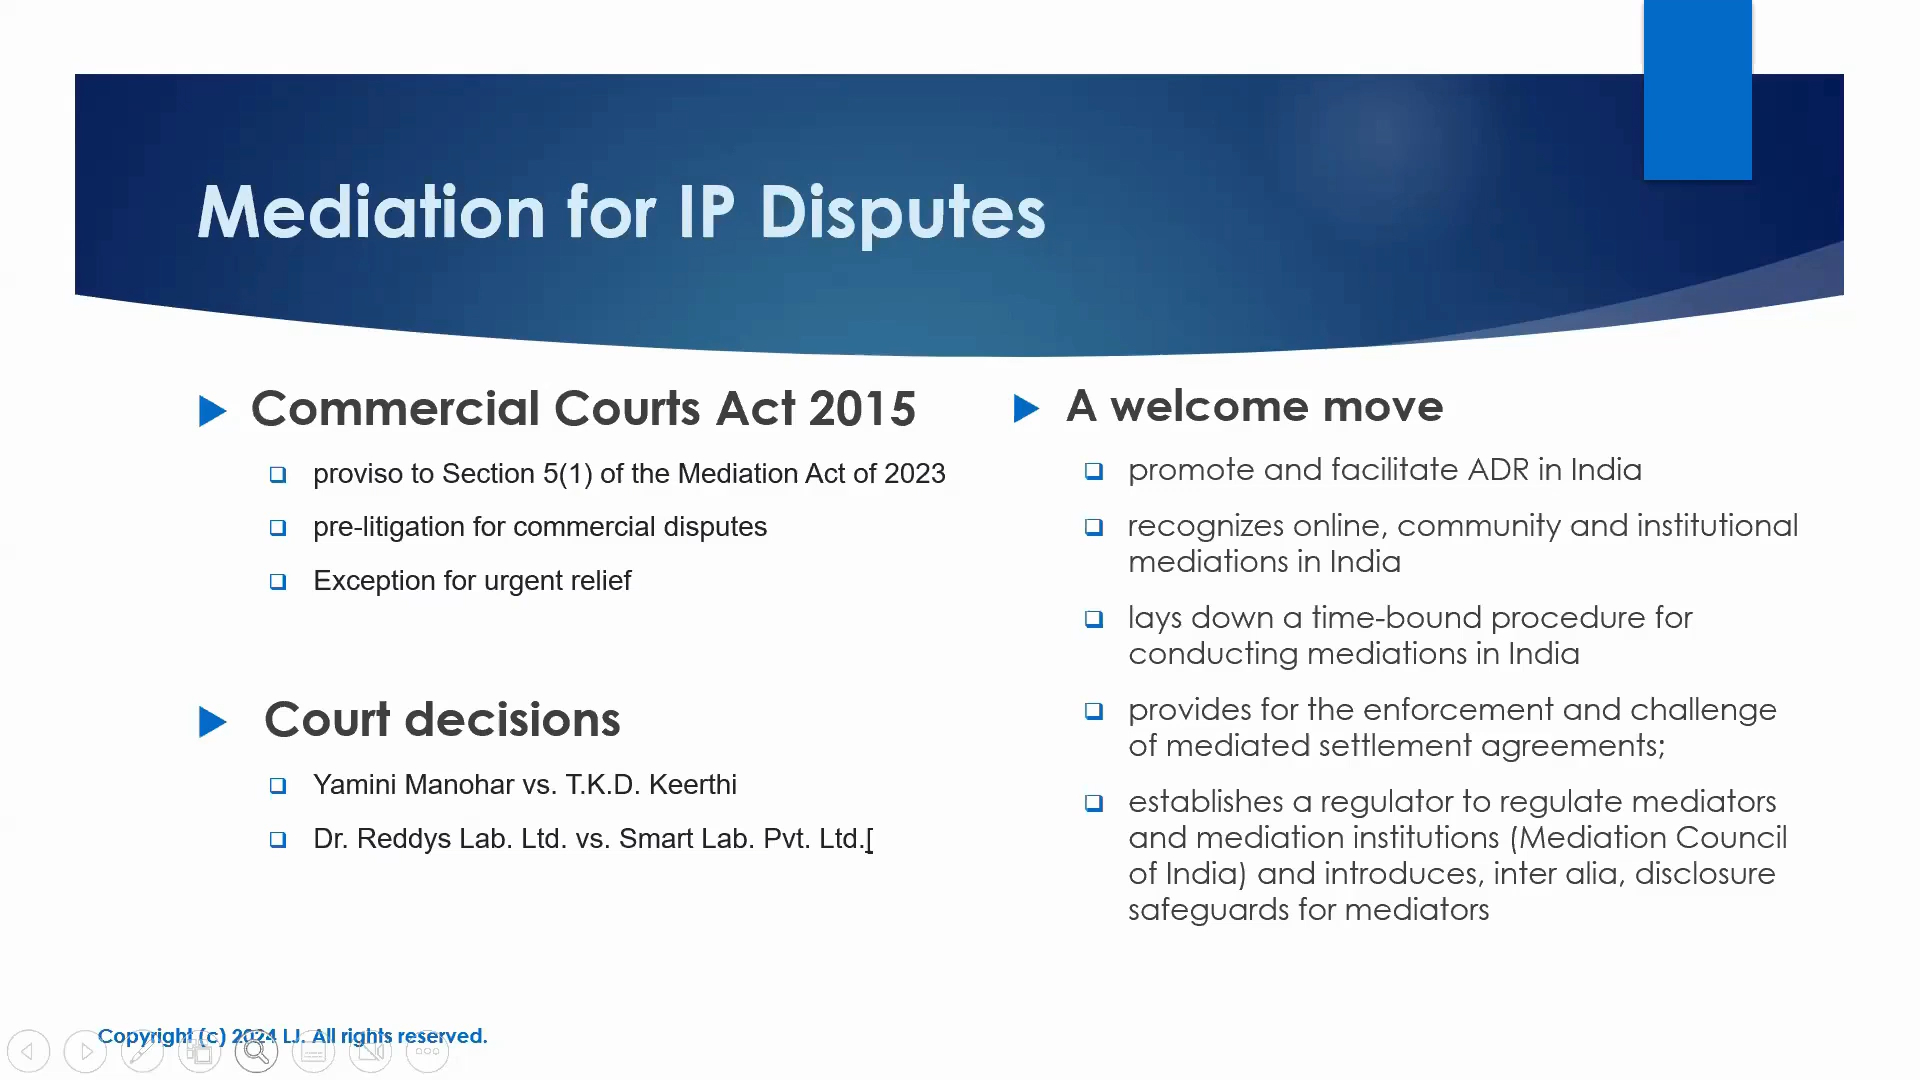 Mediation for IP Disputes
Commercial Courts Act 2015
proviso to Section 5(1) of the Mediation Act of 2023
pre-litigation for commercial disputes
Exception for urgent relief
Court decisions
Yamini Manohar vs. T.K.D. Keerthi
Dr. Reddys Lab. Ltd. vs. Smart Lab. Pvt. Ltd.[
A welcome move
promote and facilitate ADR in India
recognizes online, community and institutional
mediations in India
lays down a time-bound procedure for
conducting mediations in India
provides for the enforcement and challenge
of mediated settlement agreements;
establishes a regulator to regulate mediators
and mediation institutions (Mediation Council
of India) and introduces, inter alia, disclosure
safeguards for mediators
Copyright (c) 2024 LJ. All rights reserved.